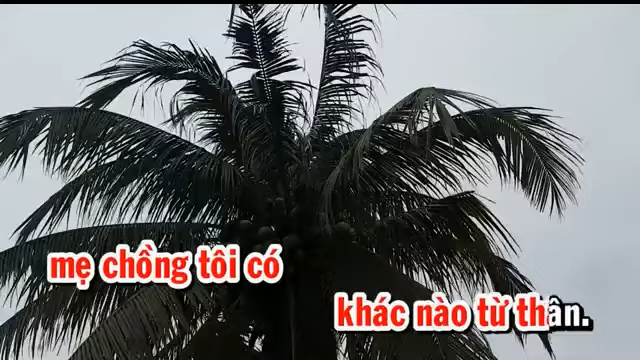 mẹ chồng tôi có
khác nào từ thân.